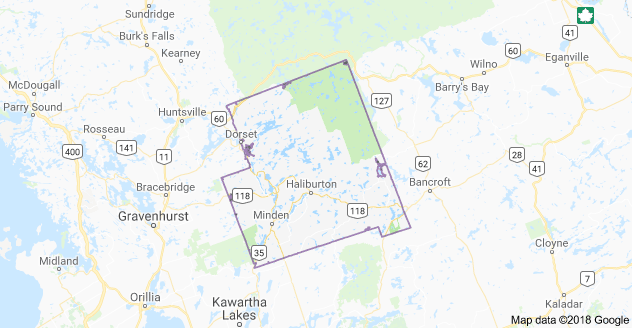 Sundridge
Burk's Falls
41
60
Kearney
Wilno
Eganville
McDougall
Barry's Bay
127
Parry Sound
Huntsville
60
Rosseau
Dorset
141
400
11
28
62
41
Haliburton
Bracebridge
118
Bancroft
118
Gravenhurst
Minden
Cloyne
35
Midland
7
Orillia
Kawartha
Lakes
Kaladar
Map data ©2018 Google